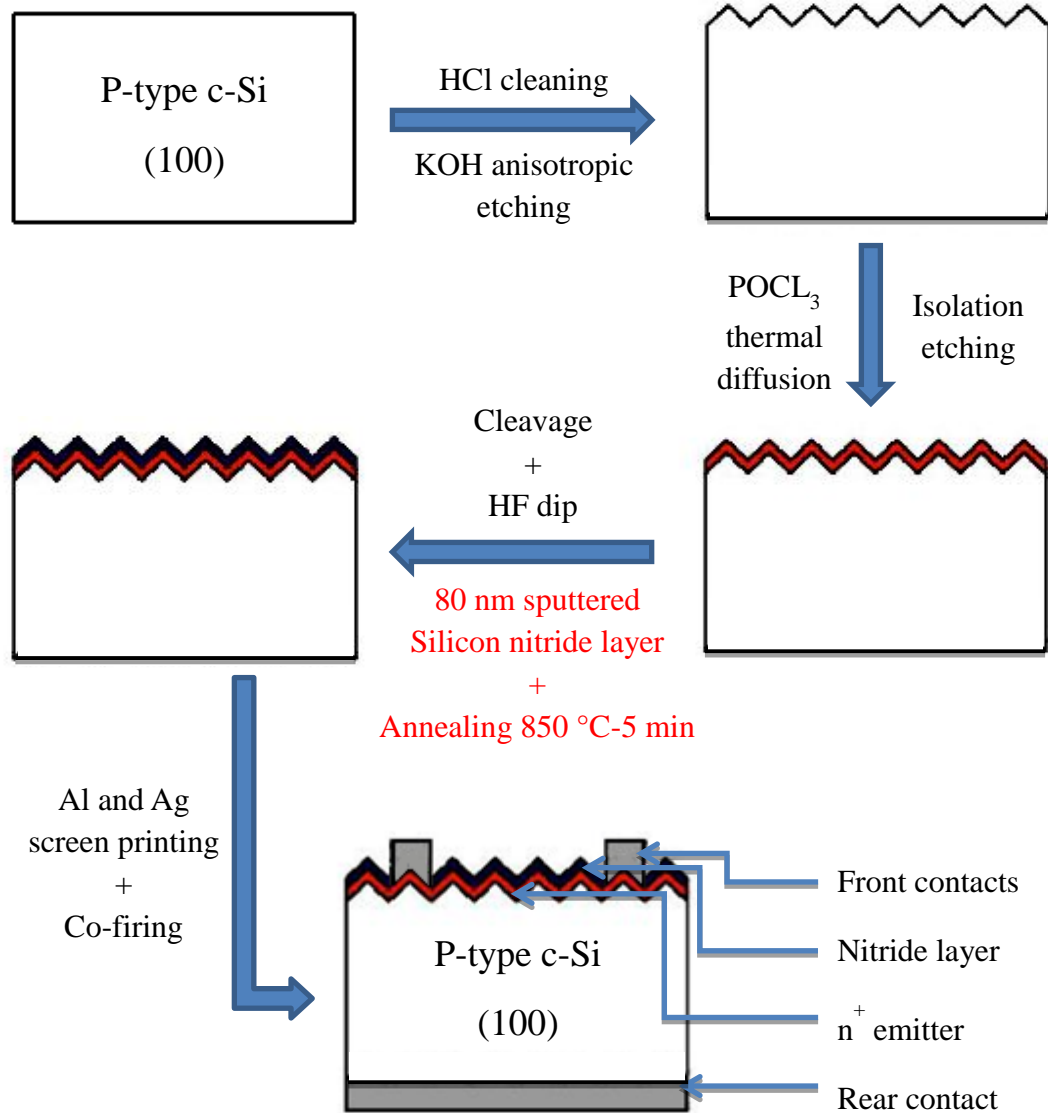 P-type c-Si
(100)
HCl cleaning
KOH anisotropic
etching
POCL₃
thermal
diffusion
Isolation
etching
Cleavage
+
HF dip
80 nm sputtered
Silicon nitride layer
+
Annealing 850 °C-5 min
Al and Ag
screen printing
+
Co-firing
P-type c-Si
(100)
Front contacts
Nitride layer
n⁺ emitter
Rear contact